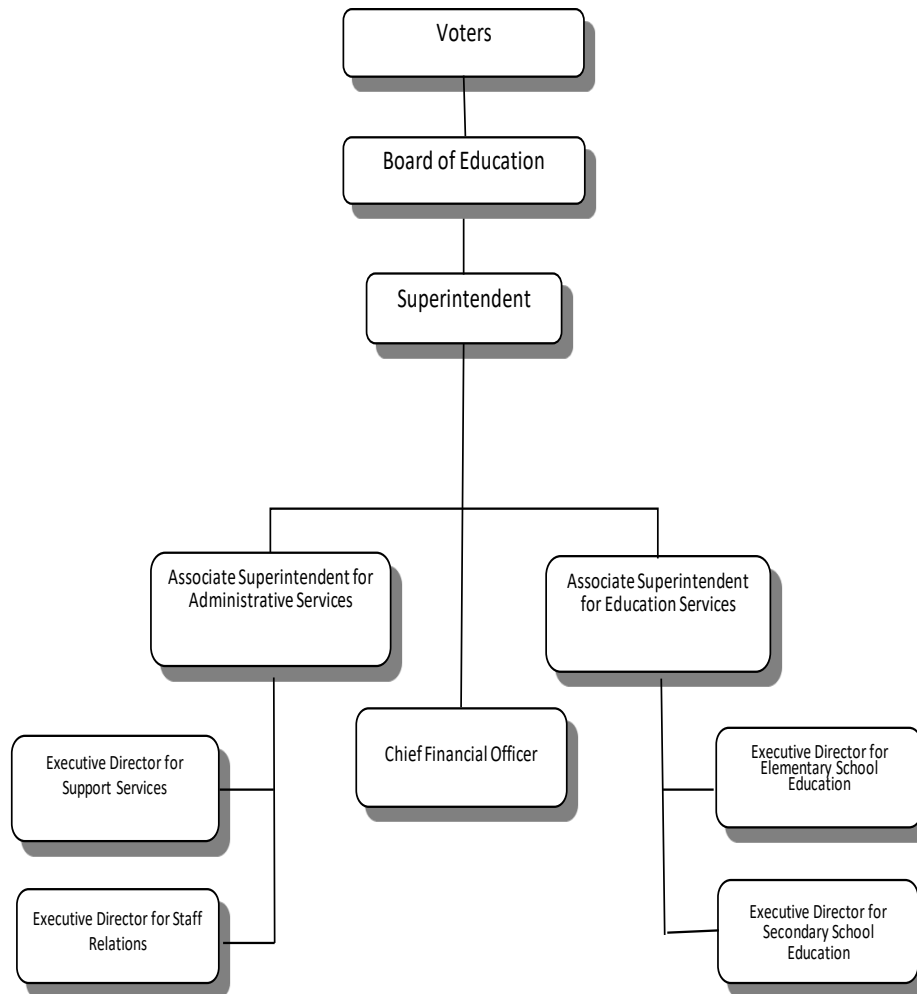 Voters
Board of Education
Superintendent
Associate Superintendent for
Administrative Services
Associate Superintendent
for Education Services
Chief Financial Officer
Executive Director for
Support Services
Executive Director for
Elementary School
Education
Executive Director for Staff
Relations
Executive Director for
Secondary School
Education